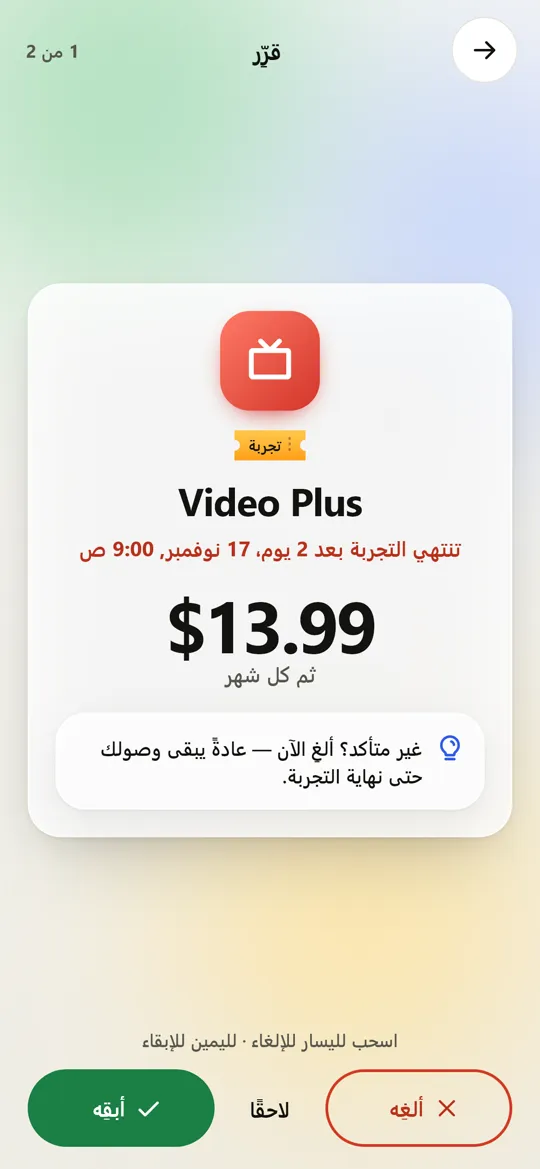 قرِّر
1 من 2
تجربة
Video Plus
تنتهي التجربة بعد 2 يوم، 17 نوفمبر, 9:00 ص
$13.99
ثم كل شهر
غير متأكد؟ ألغِ الآن — عادةً يبقى وصولك
حتى نهاية التجربة.
اسحب لليسار للإلغاء · لليمين للإبقاء
ألغِه
لاحقًا
أبقِه